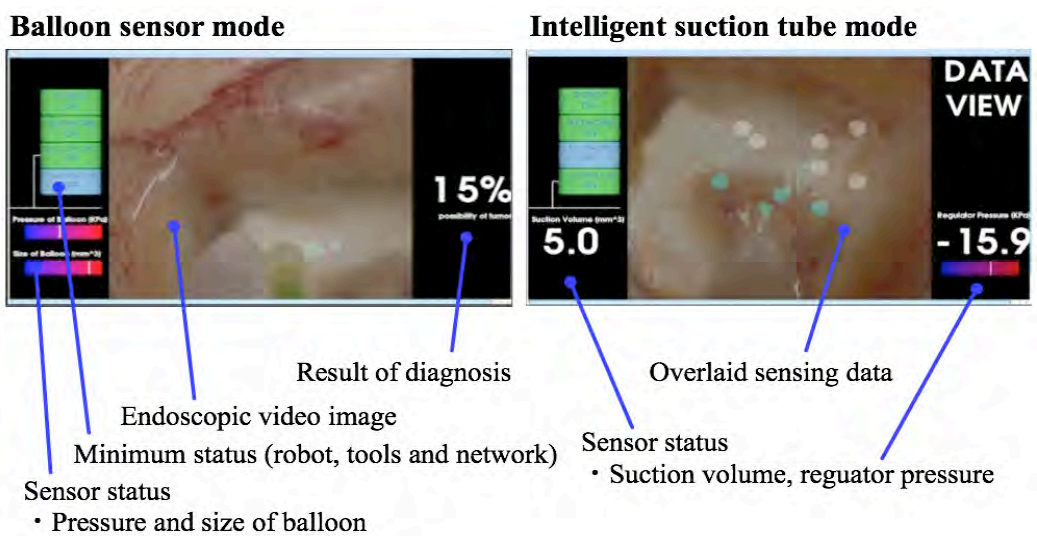 Balloon sensor mode
Intelligent suction tube mode
Pressure of Balloon (KPa)
Size of Balloon (mm^3)
15%
possibility of tumor
DATA
VIEW
Suction Volume (mm^3)
5.0
Regulator Pressure (KPa)
-15.9
Result of diagnosis
Overlaid sensing data
Endoscopic video image
Minimum status (robot, tools and network)
Sensor status
・Pressure and size of balloon
Sensor status
・Suction volume, reguator pressure